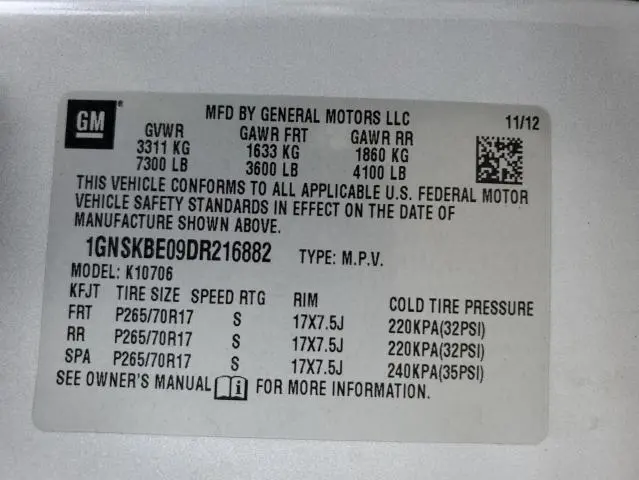 GM
MFD BY GENERAL MOTORS LLC 11/12
GVWR GAWR FRT GAWR RR
3311 KG 1633 KG 1860 KG
7300 LB 3600 LB 4100 LB
THIS VEHICLE CONFORMS TO ALL APPLICABLE U.S. FEDERAL MOTOR
VEHICLE SAFETY STANDARDS IN EFFECT ON THE DATE OF
MANUFACTURE SHOWN ABOVE.
1GNSKBE09DR216882 TYPE: M.P.V.
MODEL: K10706
KFJT TIRE SIZE SPEED RTG RIM COLD TIRE PRESSURE
FRT P265/70R17 S 17X7.5J 220KPA(32PSI)
RR P265/70R17 S 17X7.5J 220KPA(32PSI)
SPA P265/70R17 S 17X7.5J 240KPA(35PSI)
SEE OWNER'S MANUAL i FOR MORE INFORMATION.